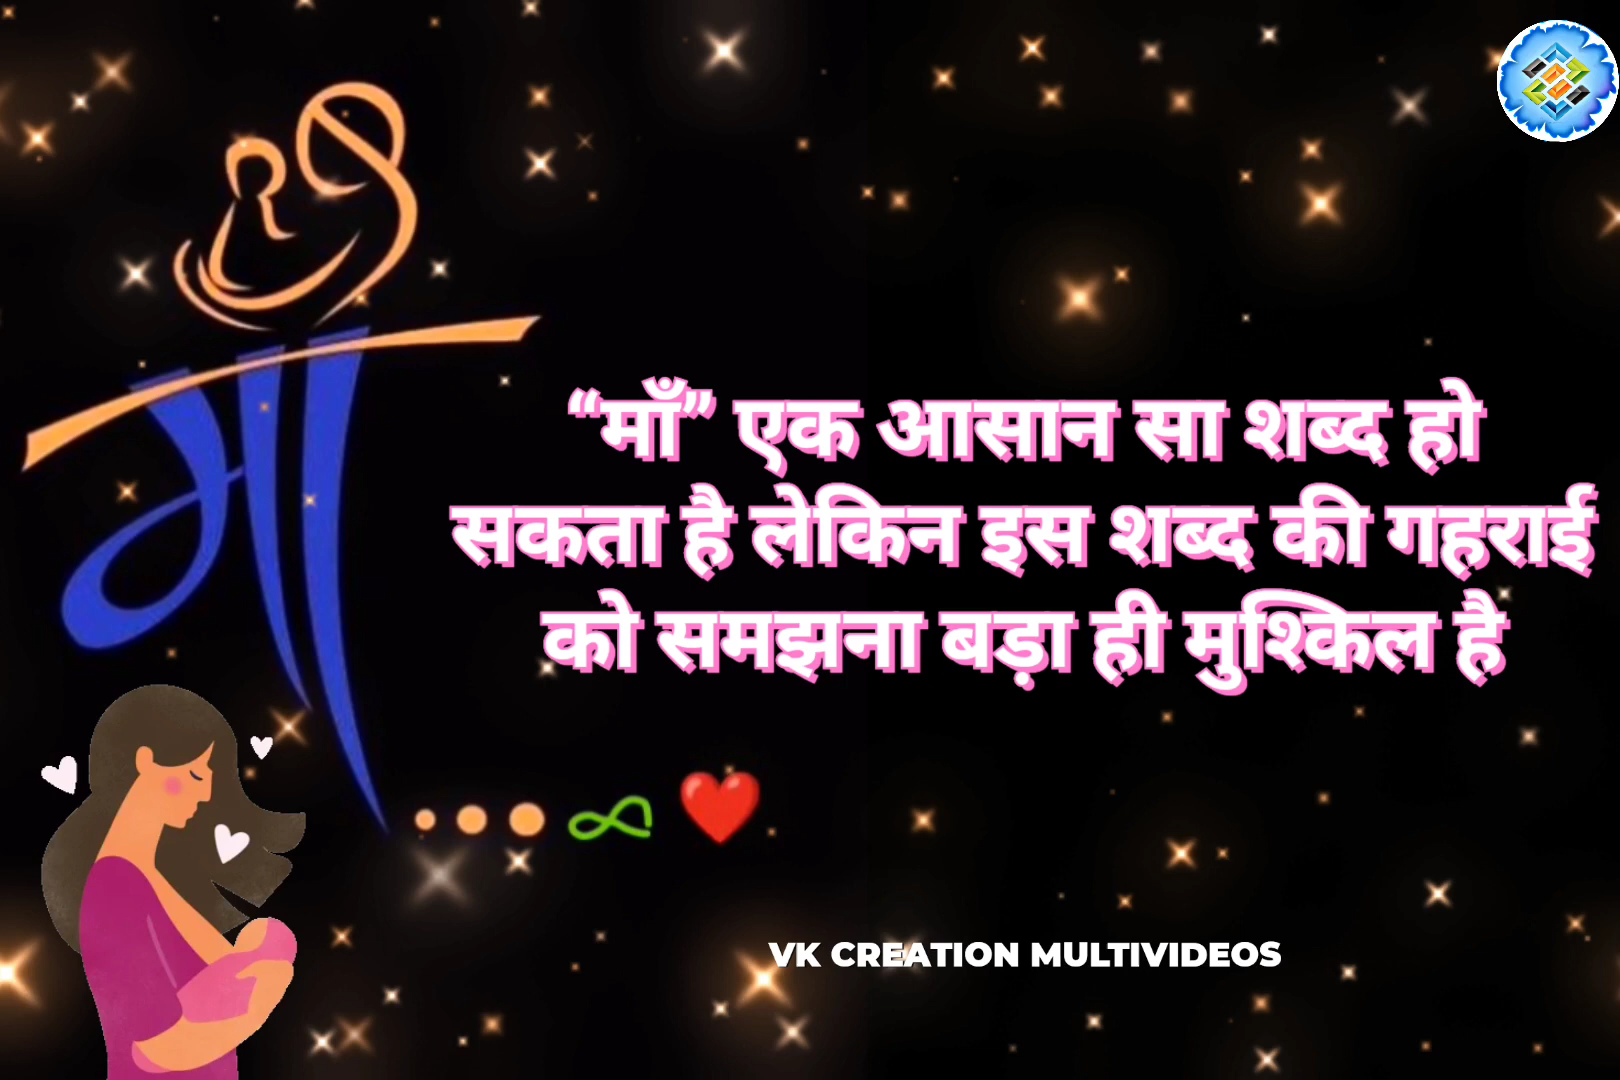 माँ
“माँ” एक आसान सा शब्द हो
सकता है लेकिन इस शब्द की गहराई
को समझना बड़ा ही मुश्किल है
VK CREATION MULTIVIDEOS